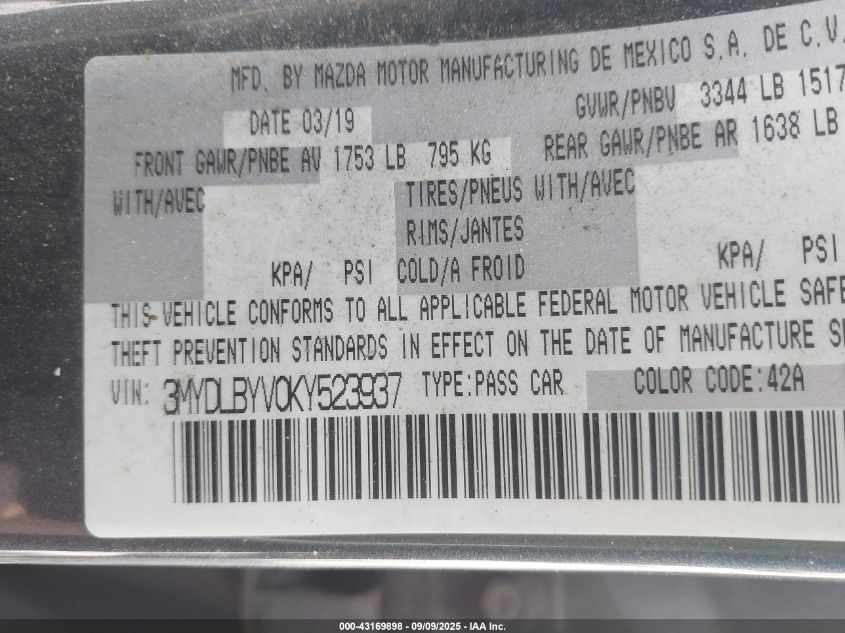 MFD. BY MAZDA MOTOR MANUFACTURING DE MEXICO S.A. DE C.V.
DATE 03/19 GVWR/PNBV 3344 LB 1517
FRONT GAWR/PNBE AV 1753 LB 795 KG REAR GAWR/PNBE AR 1638 LB
WITH/AVEC TIRES/PNEUS WITH/AVEC
RIMS/JANTES
KPA/ PSI COLD/A FROID KPA/ PSI
THIS VEHICLE CONFORMS TO ALL APPLICABLE FEDERAL MOTOR VEHICLE SAFE
THEFT PREVENTION STANDARDS IN EFFECT ON THE DATE OF MANUFACTURE
VIN: 3MYDLBYV0KY523937 TYPE:PASS CAR COLOR CODE:42A
000-43169898 - 09/09/2025 - IAA Inc.